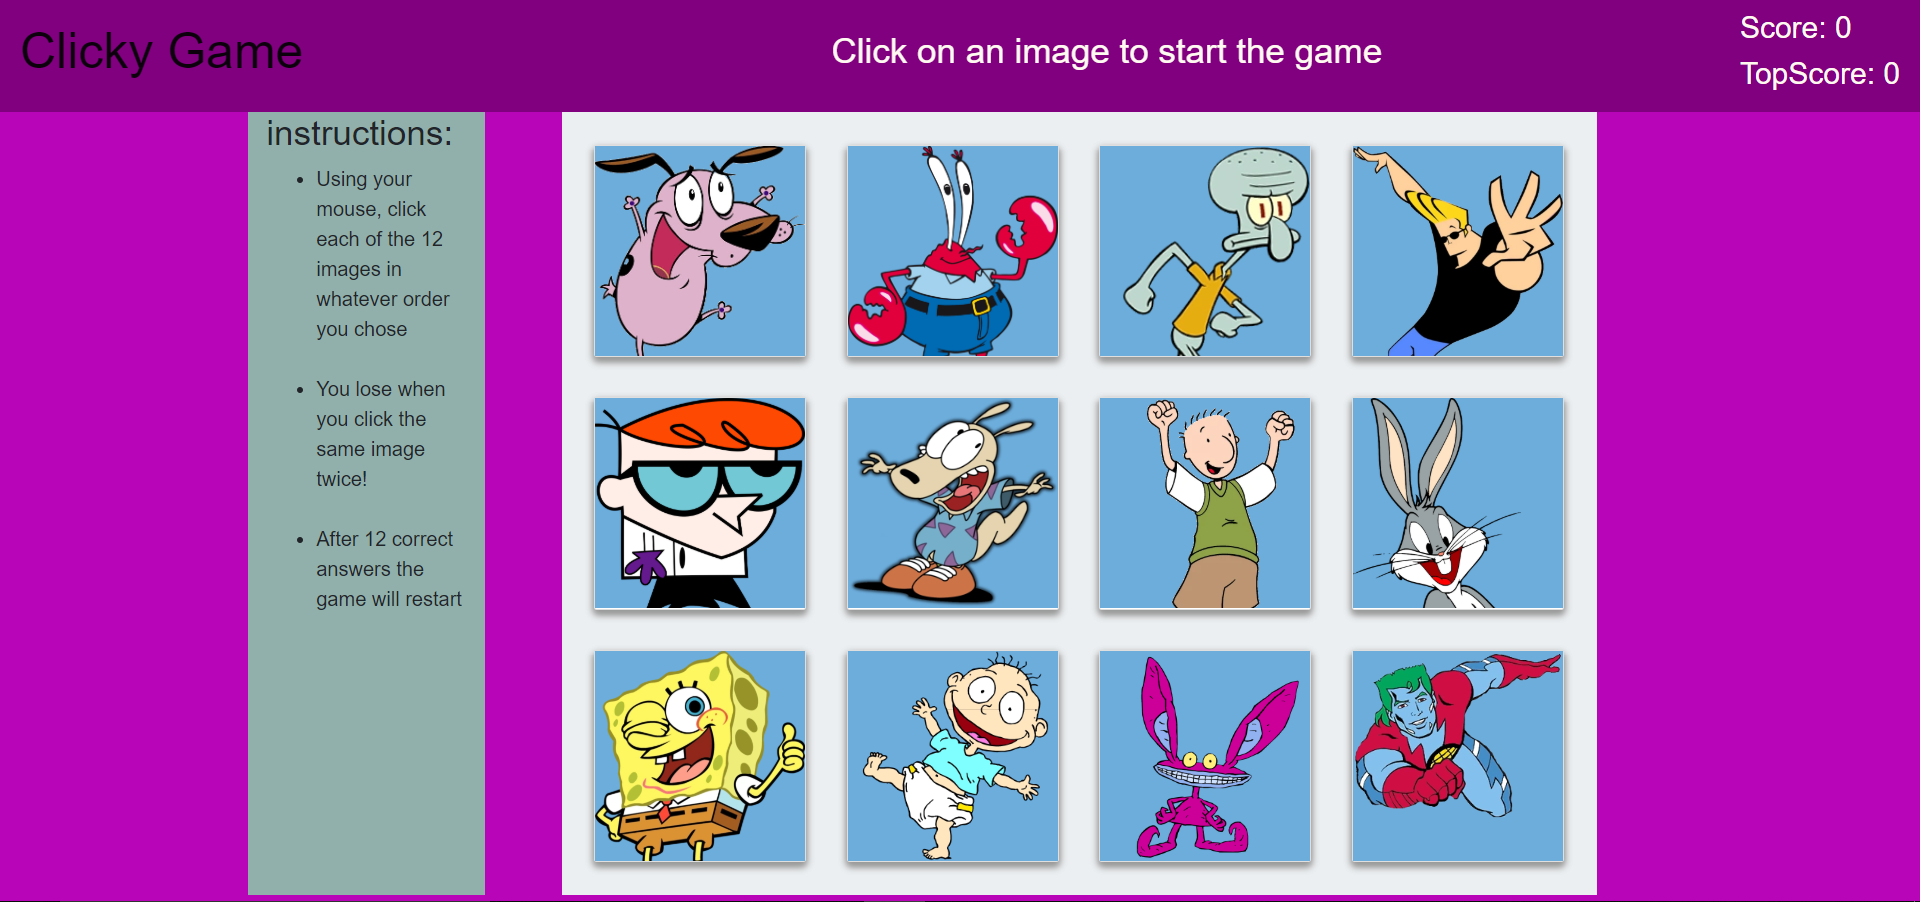 Clicky Game
Click on an image to start the game
Score: 0
TopScore: 0
instructions:
Using your
mouse, click
each of the 12
images in
whatever order
you chose
You lose when
you click the
same image
twice!
After 12 correct
answers the
game will restart